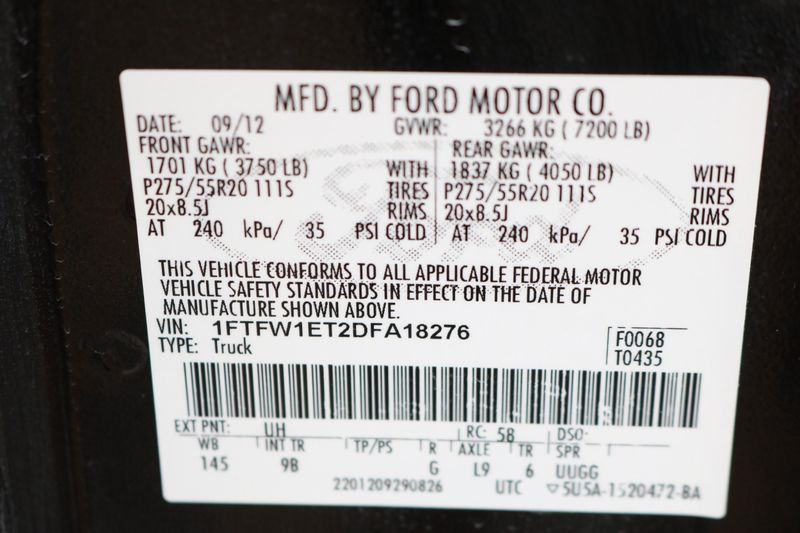 MFD. BY FORD MOTOR CO.
DATE: 09/12 GVWR: 3266 KG ( 7200 LB)
FRONT GAWR: REAR GAWR:
1701 KG ( 3750 LB) WITH 1837 KG ( 4050 LB) WITH
P275/55R20 111S TIRES P275/55R20 111S TIRES
20x8.5J RIMS 20x8.5J RIMS
AT 240 kPa/ 35 PSI COLD AT 240 kPa/ 35 PSI COLD
THIS VEHICLE CONFORMS TO ALL APPLICABLE FEDERAL MOTOR
VEHICLE SAFETY STANDARDS IN EFFECT ON THE DATE OF
MANUFACTURE SHOWN ABOVE.
VIN: 1FTFW1ET2DFA18276 F0068
TYPE: Truck T0435
EXT PNT: UH RC: 58 DSO:
WB INT TR TP/PS R AXLE TR SPR
145 9B G L9 6 UUGG
2201209290826 UTC ▽5U5A-1520472-BA